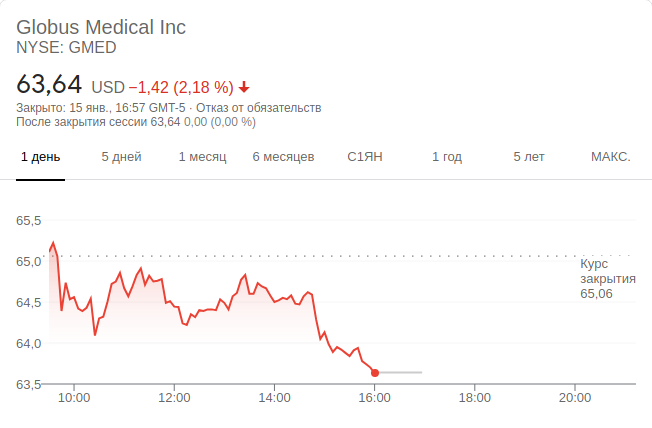 Globus Medical Inc
NYSE: GMED
63,64 USD −1,42 (2,18 %)
Закрыто: 15 янв., 16:57 GMT-5 · Отказ от обязательств
После закрытия сессии 63,64 0,00 (0,00 %)
1 день 5 дней 1 месяц 6 месяцев С1ЯН 1 год 5 лет МАКС.
65,5
65,0
64,5
64,0
63,5
Курс
закрытия
65,06
10:00 12:00 14:00 16:00 18:00 20:00